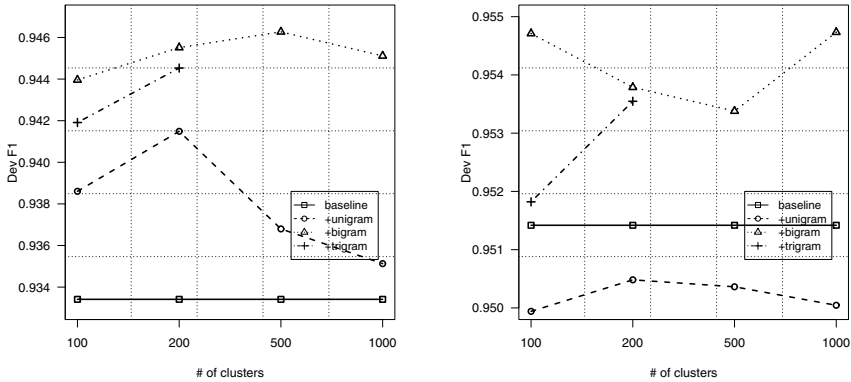 0.946
0.944
0.942
0.940
0.938
0.936
0.934
Dev F1
baseline
+unigram
+bigram
+trigram
100
200
500
1000
# of clusters
0.955
0.954
0.953
0.952
0.951
0.950
Dev F1
baseline
+unigram
+bigram
+trigram
100
200
500
1000
# of clusters